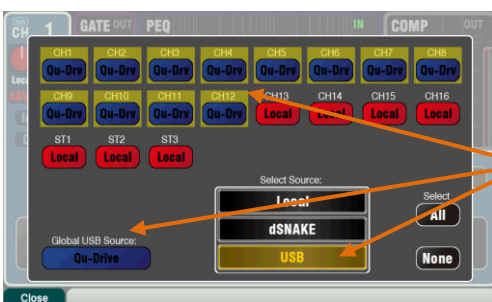 CH 1 GATE OUT PEQ IN COMP OUT
CH1 CH2 CH3 CH4 CH5 CH6 CH7 CH8
Qu-Drv Qu-Drv Qu-Drv Qu-Drv Qu-Drv Qu-Drv Qu-Drv Qu-Drv
CH9 CH10 CH11 CH12 CH13 CH14 CH15 CH16
Qu-Drv Qu-Drv Qu-Drv Qu-Drv Local Local Local Local
ST1 ST2 ST3
Local Local Local
Select Source:
Local
Select
All
dSNAKE
Global USB Source:
Qu-Drive
USB
None
Close